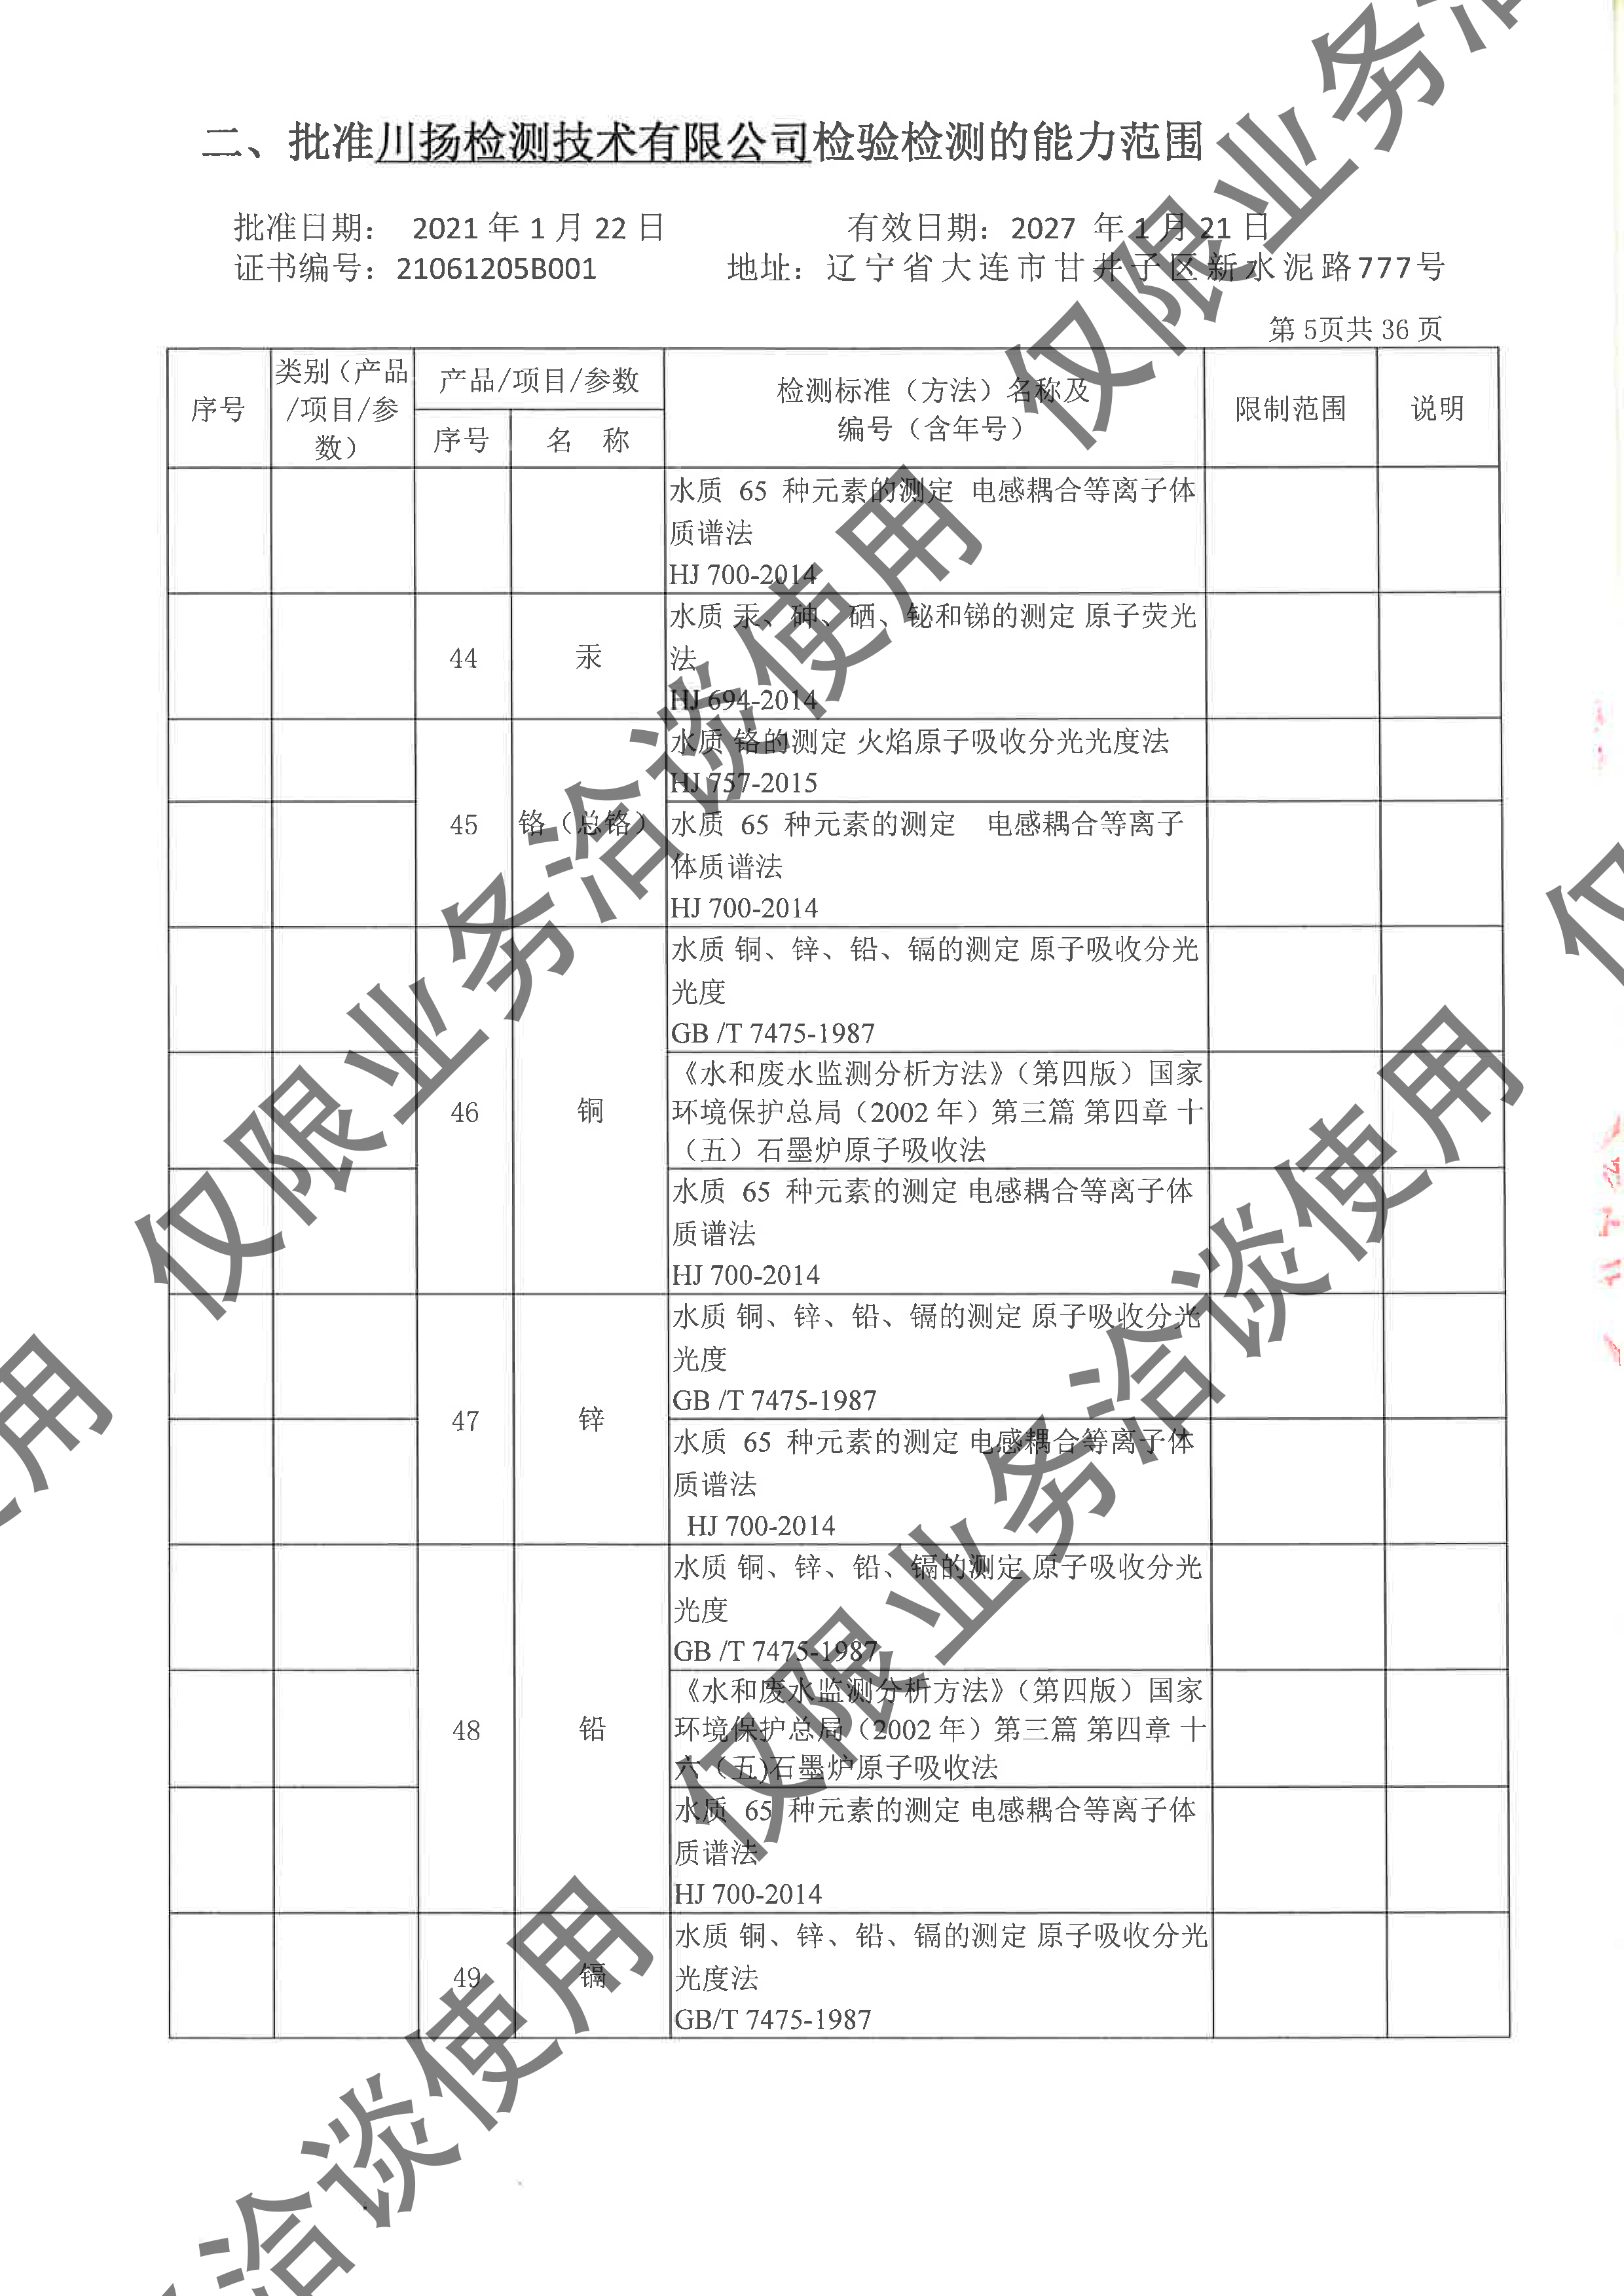 二、批准川扬检测技术有限公司检验检测的能力范围
批准日期： 2021 年 1 月 22 日 有效日期：2027 年 1 月 21 日
证书编号：21061205B001 地址：辽宁省大连市甘井子区新水泥路777号
第 5页共 36 页
序号
类别（产品
/项目/参
数）
产品/项目/参数
序号
名 称
检测标准（方法）名称及
编号（含年号）
限制范围
说明
水质 65 种元素的测定 电感耦合等离子体
质谱法
HJ 700-2014
44
汞
水质 汞、砷、硒、铋和锑的测定 原子荧光
法
HJ 694-2014
45
铬（总铬）
水质 铬的测定 火焰原子吸收分光光度法
HJ 757-2015
水质 65 种元素的测定 电感耦合等离子
体质谱法
HJ 700-2014
46
铜
水质 铜、锌、铅、镉的测定 原子吸收分光
光度
GB /T 7475-1987
《水和废水监测分析方法》（第四版）国家
环境保护总局（2002 年）第三篇 第四章 十
（五）石墨炉原子吸收法
水质 65 种元素的测定 电感耦合等离子体
质谱法
HJ 700-2014
47
锌
水质 铜、锌、铅、镉的测定 原子吸收分光
光度
GB /T 7475-1987
水质 65 种元素的测定 电感耦合等离子体
质谱法
HJ 700-2014
48
铅
水质 铜、锌、铅、镉的测定 原子吸收分光
光度
GB /T 7475-1987
《水和废水监测分析方法》（第四版）国家
环境保护总局（2002 年）第三篇 第四章 十
六（五)石墨炉原子吸收法
水质 65 种元素的测定 电感耦合等离子体
质谱法
HJ 700-2014
49
镉
水质 铜、锌、铅、镉的测定 原子吸收分光
光度法
GB/T 7475-1987
仅限业务洽
仅限业务洽谈使用
仅限业务洽谈使用
仅
使用
洽谈使用